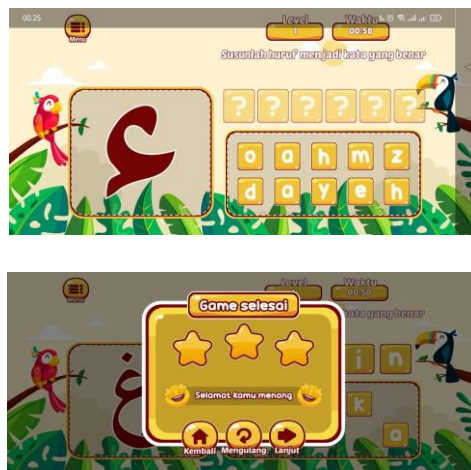 00.25
Level Waktu
Menu 1 00:58
Susunlah huruf menjadi kata yang benar
? ? ? ? ? ?
ء
o a h m z
d a y e h
Level Waktu
Menu 00:50
Game selesai
kata yang benar
غ
i n
Selamat kamu menang
k
a
Kembali Mengulang Lanjut